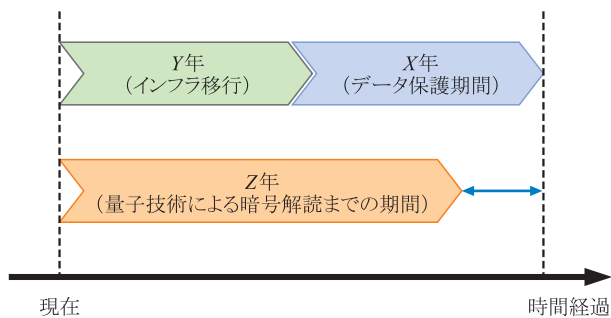 Y年
（インフラ移行）
X年
（データ保護期間）
Z年
（量子技術による暗号解読までの期間）
現在
時間経過